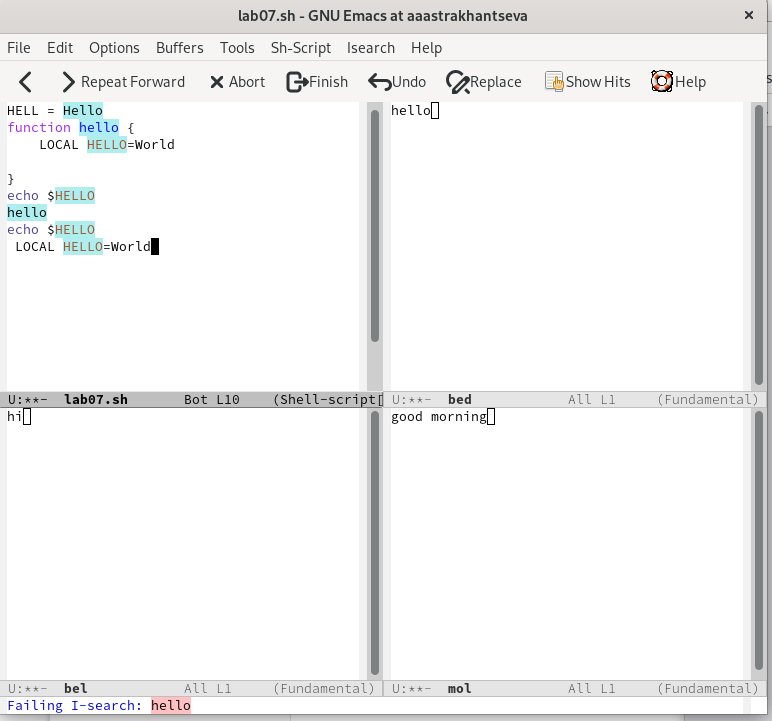 lab07.sh - GNU Emacs at aaastrakhantseva
File Edit Options Buffers Tools Sh-Script Isearch Help
Repeat Forward Abort Finish Undo Replace Show Hits Help
HELL = Hello
function hello {
    LOCAL HELLO=World
}
echo $HELLO
hello
echo $HELLO
 LOCAL HELLO=World
U:**-  lab07.sh       Bot L10    (Shell-script[
hello
U:**-  bed            All L1     (Fundamental)
hi
U:**-  bel            All L1     (Fundamental)
good morning
U:**-  mol            All L1     (Fundamental)
Failing I-search: hello